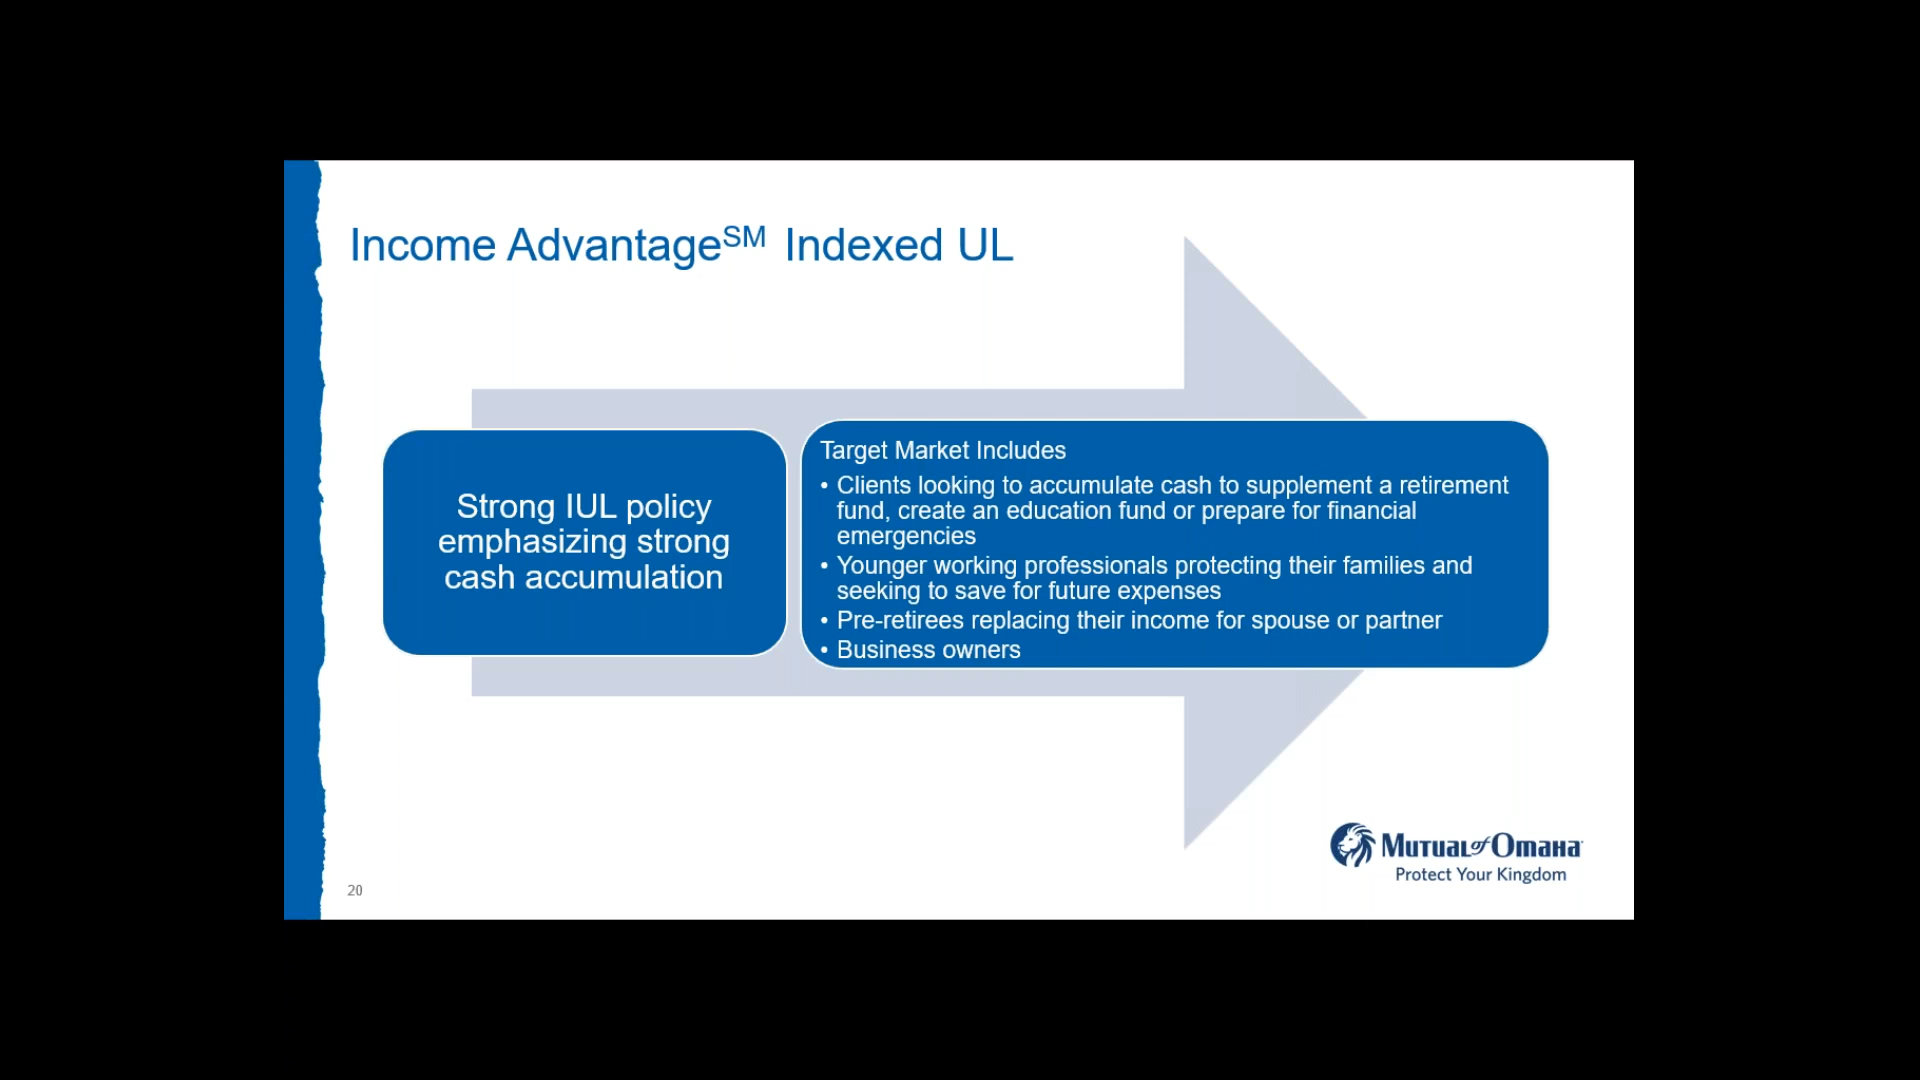 Income Advantage℠ Indexed UL
Strong IUL policy
emphasizing strong
cash accumulation
Target Market Includes
• Clients looking to accumulate cash to supplement a retirement
fund, create an education fund or prepare for financial
emergencies
• Younger working professionals protecting their families and
seeking to save for future expenses
• Pre-retirees replacing their income for spouse or partner
• Business owners
Mutual of Omaha
Protect Your Kingdom
20